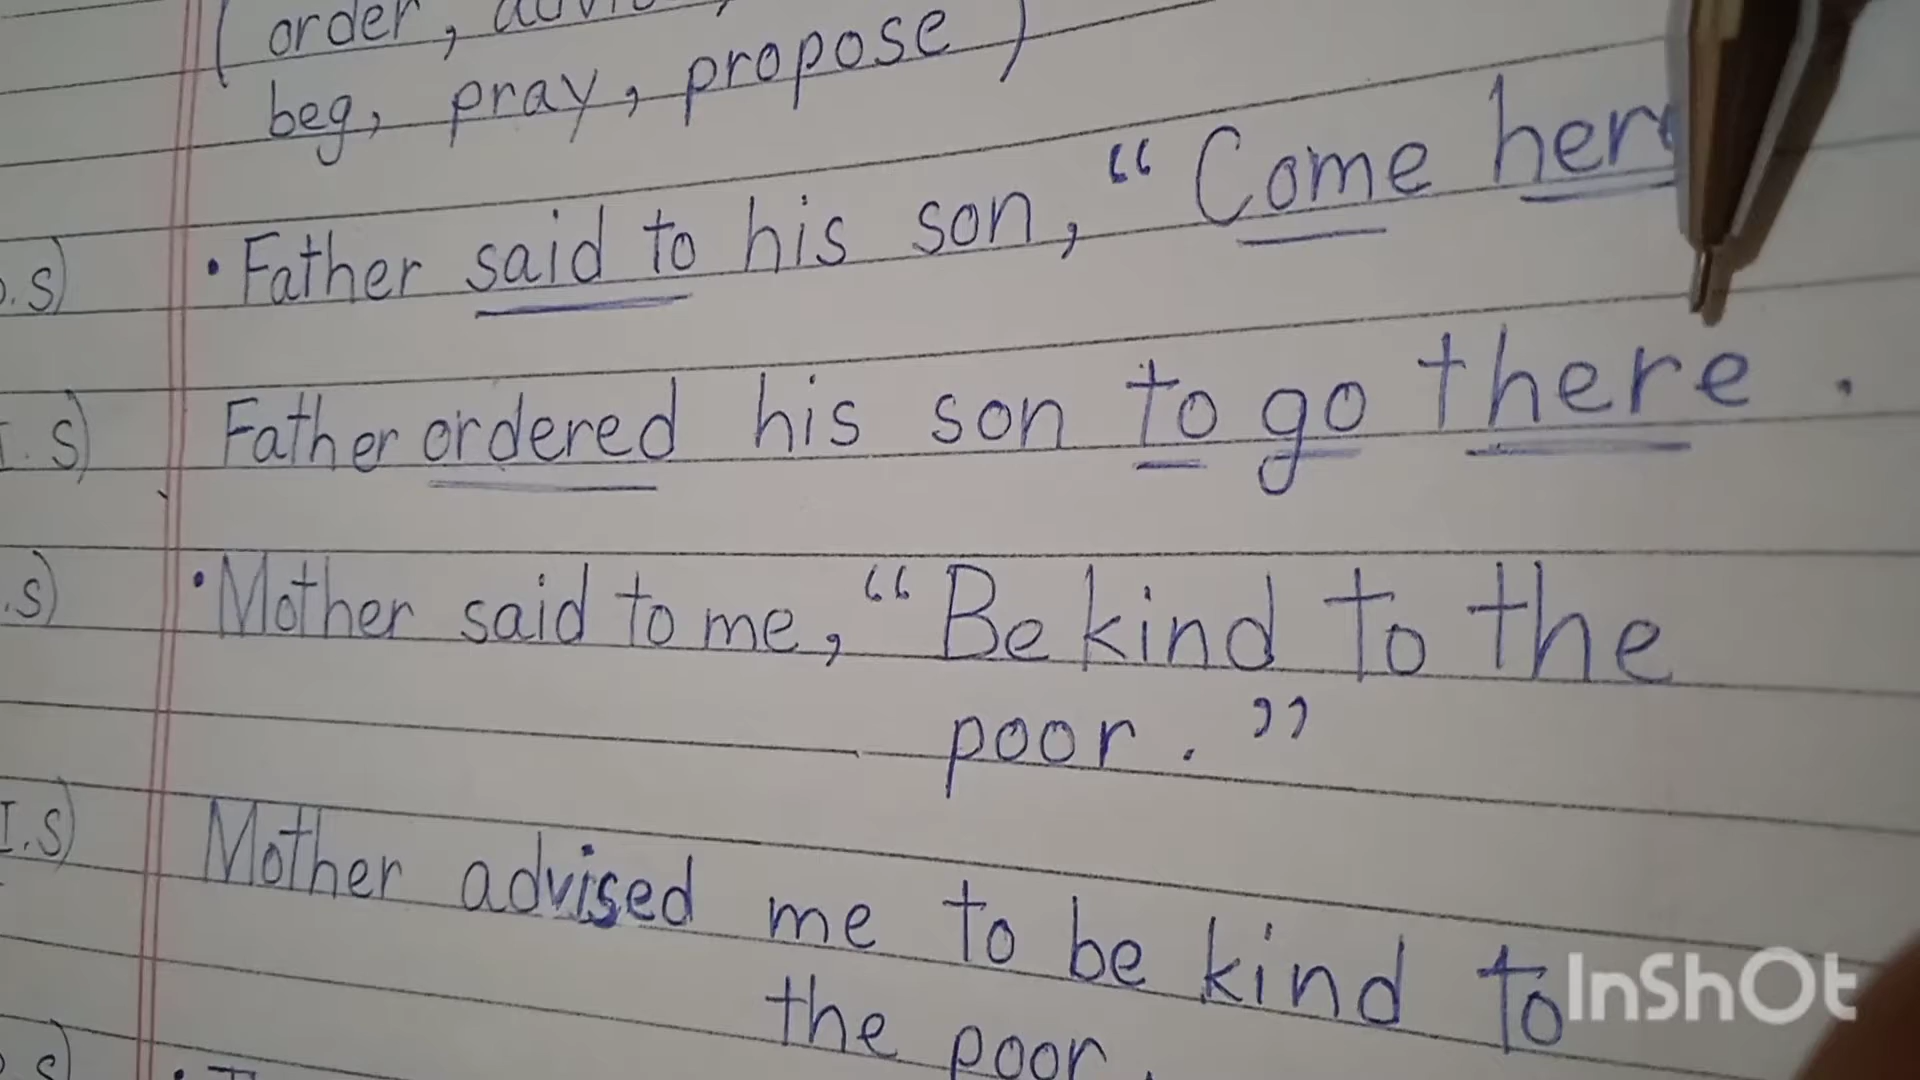 ( order,
beg, pray, propose )
.s) • Father said to his son, “Come
I.s) Father ordered his son to go there.
.s) • Mother said to me, “Be kind to the
poor.”
I.s) Mother advised me to be kind to
the poor.
InShOt